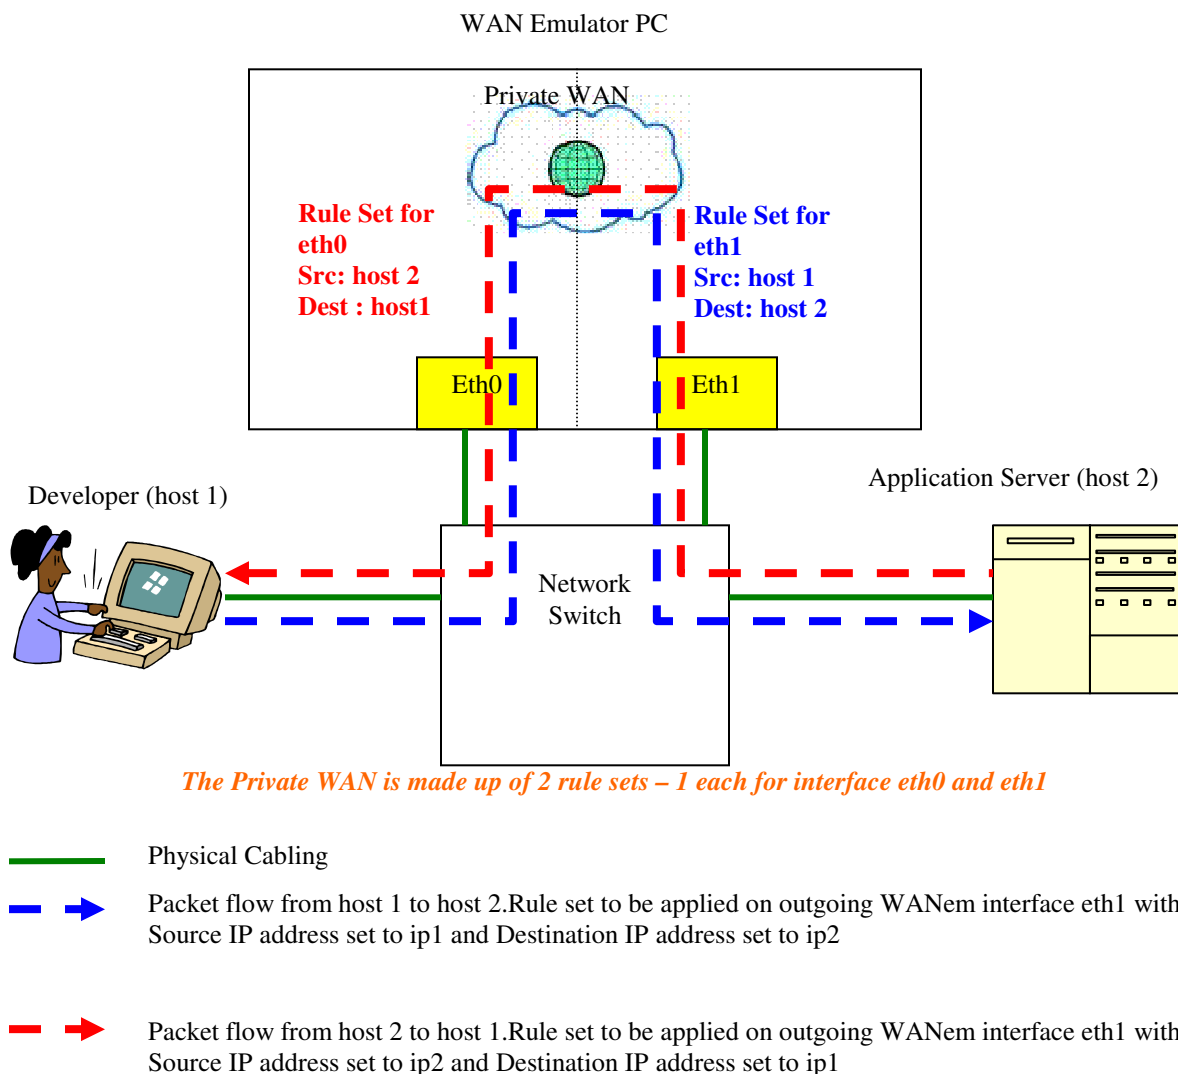 WAN Emulator PC
Private WAN
Rule Set for
eth0
Src: host 2
Dest : host1
Rule Set for
eth1
Src: host 1
Dest: host 2
Eth0
Eth1
Developer (host 1)
Application Server (host 2)
Network
Switch
The Private WAN is made up of 2 rule sets – 1 each for interface eth0 and eth1
Physical Cabling
Packet flow from host 1 to host 2.Rule set to be applied on outgoing WANem interface eth1 with
Source IP address set to ip1 and Destination IP address set to ip2
Packet flow from host 2 to host 1.Rule set to be applied on outgoing WANem interface eth1 with
Source IP address set to ip2 and Destination IP address set to ip1